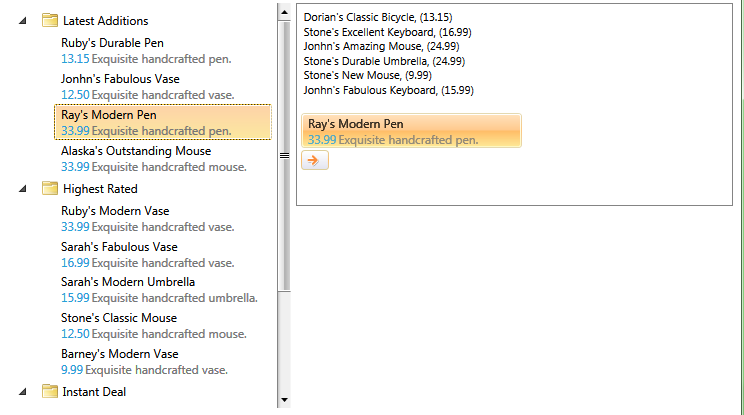 Latest Additions
Ruby's Durable Pen
13.15 Exquisite handcrafted pen.
Jonhn's Fabulous Vase
12.50 Exquisite handcrafted vase.
Ray's Modern Pen
33.99 Exquisite handcrafted pen.
Alaska's Outstanding Mouse
33.99 Exquisite handcrafted mouse.
Highest Rated
Ruby's Modern Vase
33.99 Exquisite handcrafted vase.
Sarah's Fabulous Vase
16.99 Exquisite handcrafted vase.
Sarah's Modern Umbrella
15.99 Exquisite handcrafted umbrella.
Stone's Classic Mouse
12.50 Exquisite handcrafted mouse.
Barney's Modern Vase
9.99 Exquisite handcrafted vase.
Instant Deal
Dorian's Classic Bicycle, (13.15)
Stone's Excellent Keyboard, (16.99)
Jonhn's Amazing Mouse, (24.99)
Stone's Durable Umbrella, (24.99)
Stone's New Mouse, (9.99)
Jonhn's Fabulous Keyboard, (15.99)
Ray's Modern Pen
33.99 Exquisite handcrafted pen.